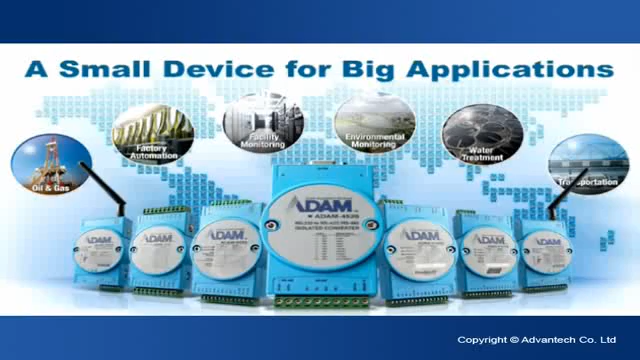 A Small Device for Big Applications
Oil & Gas
Factory
Automation
Facility
Monitoring
Environmental
Monitoring
Water
Treatment
Transportation
ADAM
ADAM-4520
ISOLATED CONVERTER
ADAM
ADAM
ADAM
ADAM
ADAM
ADAM
Copyright © Advantech Co. Ltd